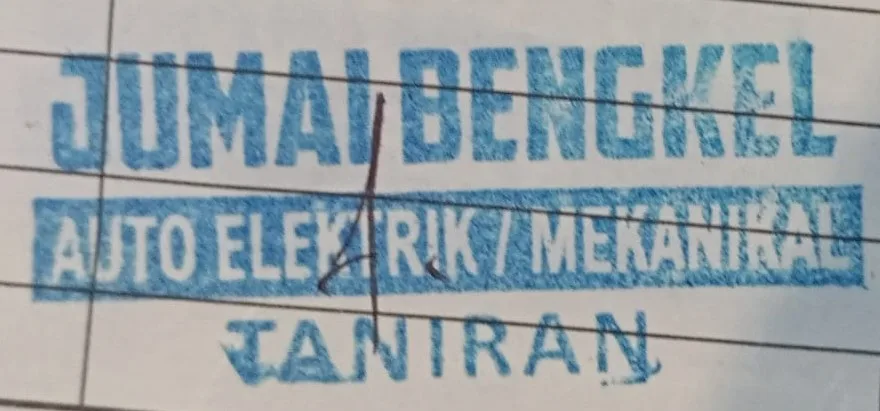 JUMAI BENGKEL
AUTO ELEKTRIK / MEKANIKAL
TANIRAN